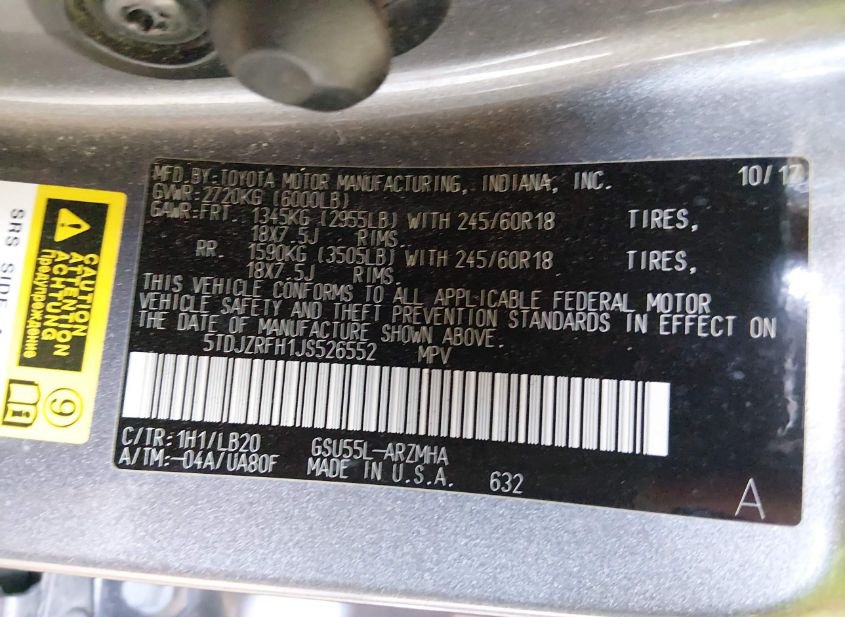 MFD.BY:TOYOTA MOTOR MANUFACTURING, INDIANA, INC. 10/17
GVWR:2720KG (6000LB)
GAWR:FRT. 1345KG (2955LB) WITH 245/60R18 TIRES,
18X7.5J RIMS
RR. 1590KG (3505LB) WITH 245/60R18 TIRES,
18X7.5J RIMS.
THIS VEHICLE CONFORMS TO ALL APPLICABLE FEDERAL MOTOR
VEHICLE SAFETY AND THEFT PREVENTION STANDARDS IN EFFECT ON
THE DATE OF MANUFACTURE SHOWN ABOVE.
5TDJZRFH1JS526552 MPV
C/TR:1H1/LB20 GSU55L-ARZMHA
A/TM:-04A/UA80F MADE IN U.S.A. 632
A
CAUTION
ATTENTION
ACHTUNG
Предупреждение
9
i
SRS SIDE